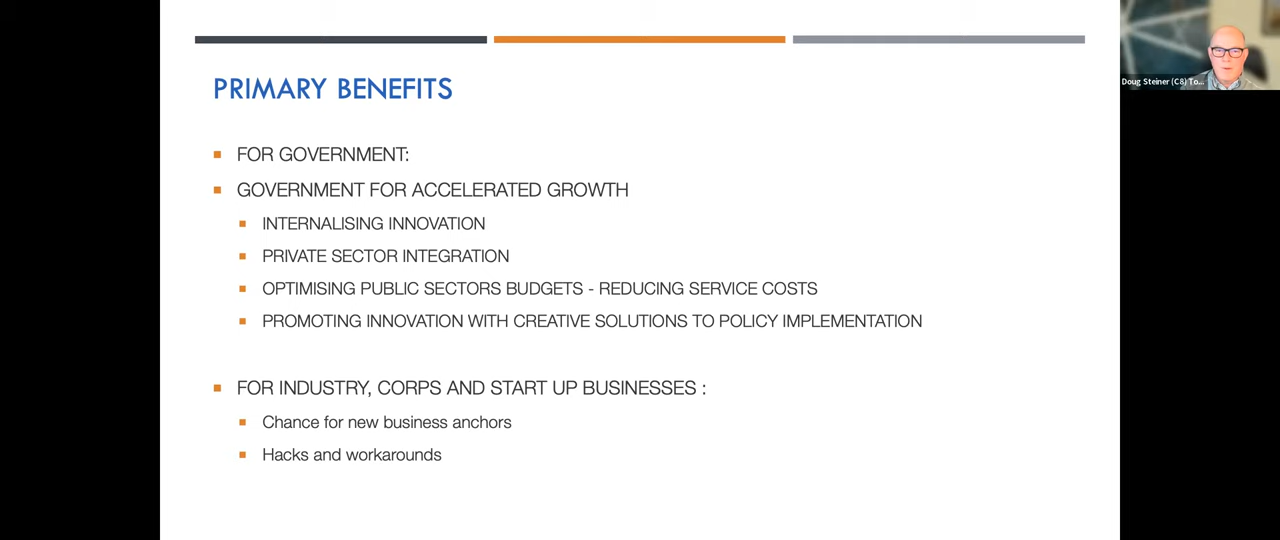 PRIMARY BENEFITS
FOR GOVERNMENT:
GOVERNMENT FOR ACCELERATED GROWTH
INTERNALISING INNOVATION
PRIVATE SECTOR INTEGRATION
OPTIMISING PUBLIC SECTORS BUDGETS - REDUCING SERVICE COSTS
PROMOTING INNOVATION WITH CREATIVE SOLUTIONS TO POLICY IMPLEMENTATION
FOR INDUSTRY, CORPS AND START UP BUSINESSES :
Chance for new business anchors
Hacks and workarounds
Doug Steiner (C8) To...